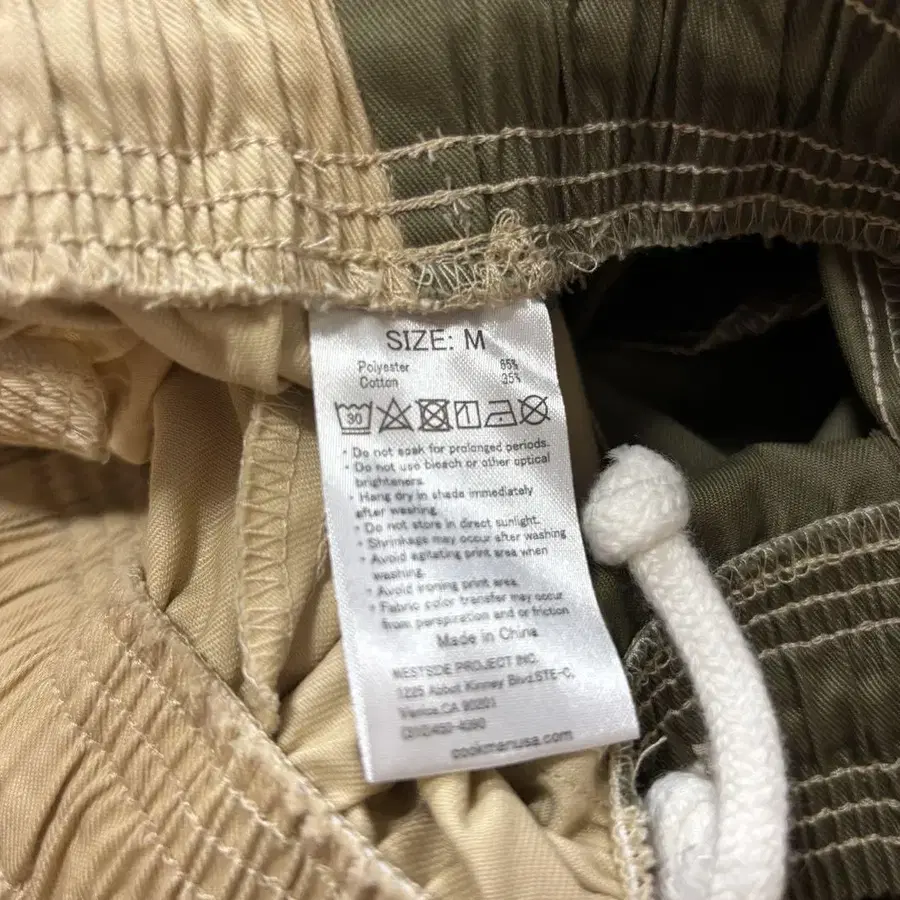 SIZE: M
Polyester 65%
Cotton 35%
30
• Do not soak for prolonged periods.
• Do not use bleach or other optical
brighteners.
• Hang dry in shade immediately
after washing.
• Do not store in direct sunlight.
• Shrinkage may occur after washing
• Avoid agitating print area when
washing.
• Avoid ironing print area.
• Fabric color transfer may occur
from perspiration and or friction
Made in China
WESTSIDE PROJECT INC.
1225 Abbot Kinney Blvd.STE-C,
Venice,CA 90291
cookmanusa.com